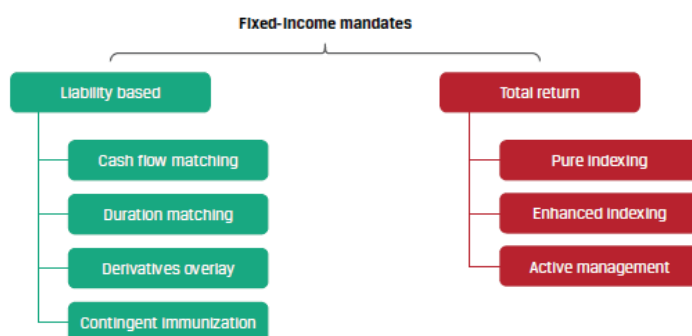 Fixed-income mandates
Liability based
Total return
Cash flow matching
Pure indexing
Duration matching
Enhanced indexing
Derivatives overlay
Active management
Contingent immunization